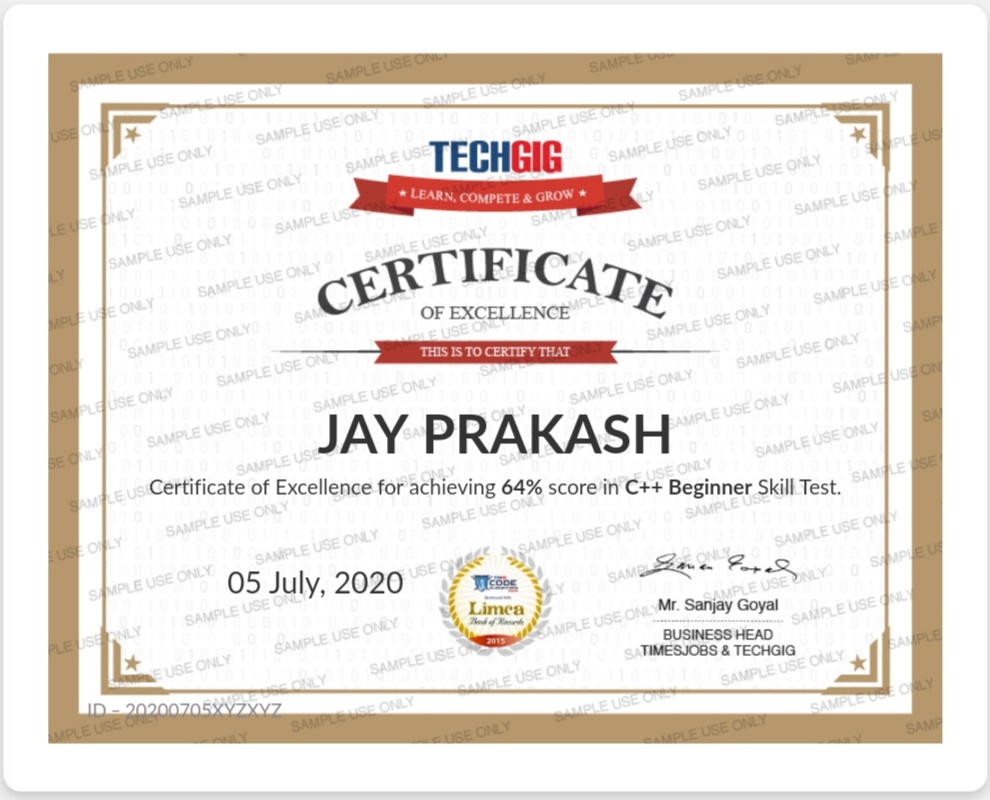 TECHGIG
LEARN, COMPETE & GROW
CERTIFICATE
OF EXCELLENCE
THIS IS TO CERTIFY THAT
JAY PRAKASH
Certificate of Excellence for achieving 64% score in C++ Beginner Skill Test.
05 July, 2020
CODE
Limca
Book of Records
2015
Mr. Sanjay Goyal
BUSINESS HEAD
TIMESJOBS & TECHGIG
ID – 20200705XYZXYZ
SAMPLE USE ONLY